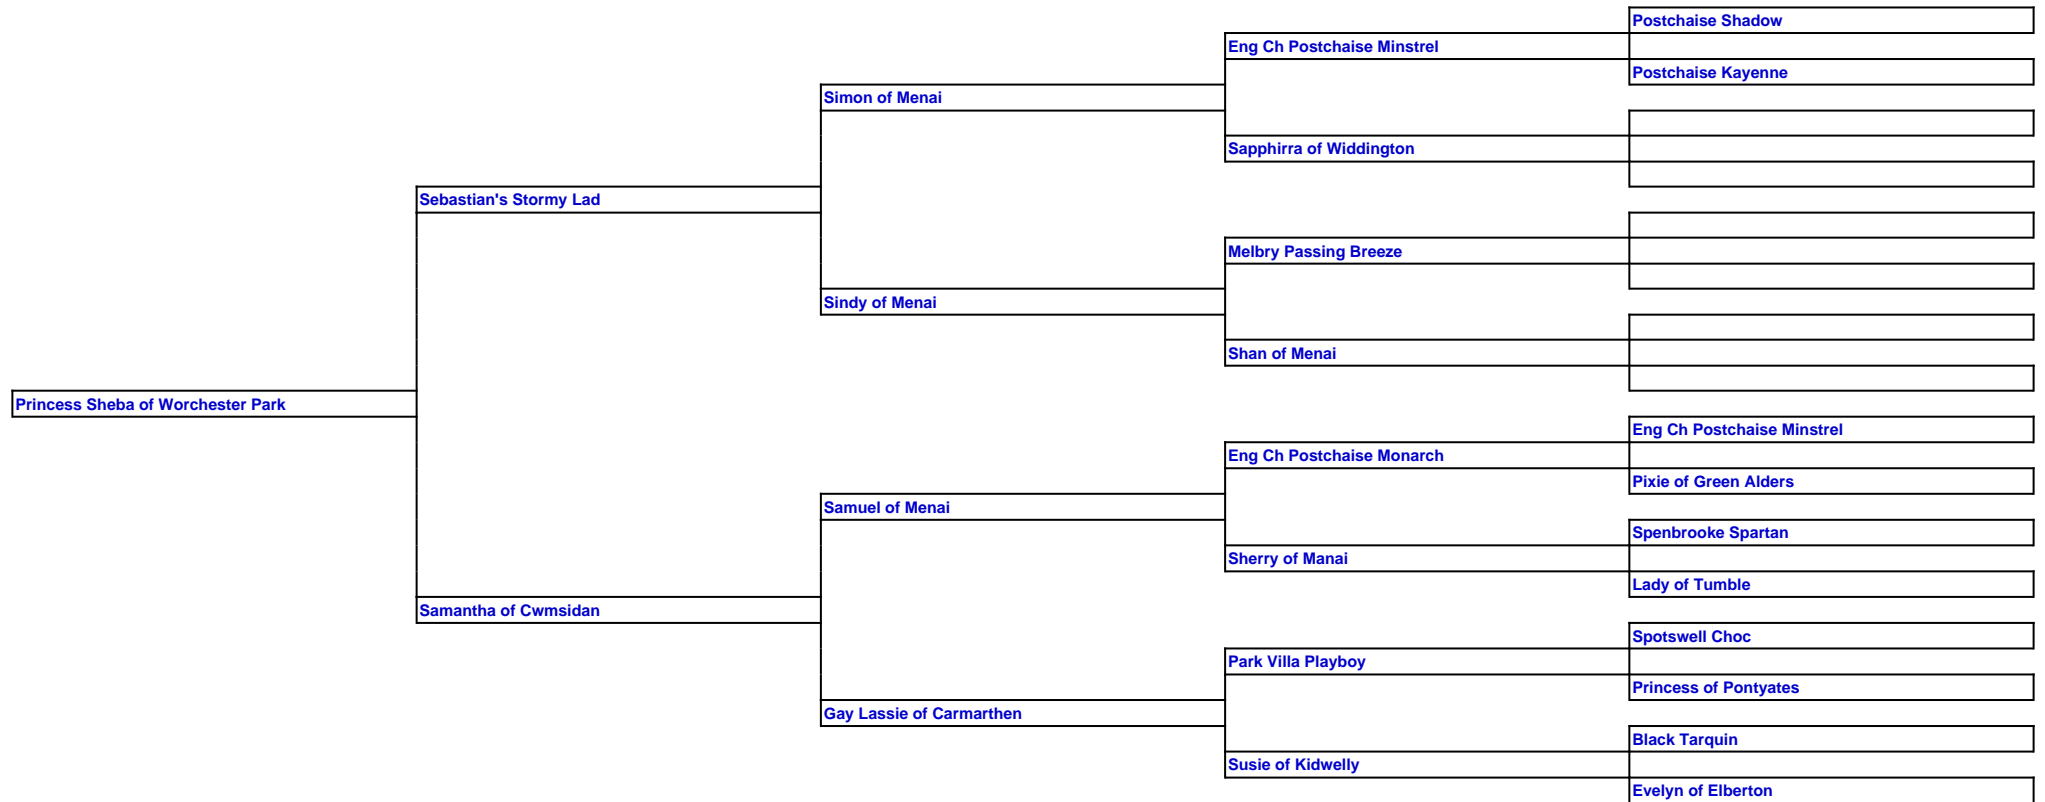 Postchaise Shadow
Eng Ch Postchaise Minstrel
Postchaise Kayenne
Simon of Menai
Sapphirra of Widdington
Sebastian's Stormy Lad
Melbry Passing Breeze
Sindy of Menai
Shan of Menai
Princess Sheba of Worchester Park
Eng Ch Postchaise Minstrel
Eng Ch Postchaise Monarch
Pixie of Green Alders
Samuel of Menai
Spenbrooke Spartan
Sherry of Manai
Lady of Tumble
Samantha of Cwmsidan
Spotswell Choc
Park Villa Playboy
Princess of Pontyates
Gay Lassie of Carmarthen
Black Tarquin
Susie of Kidwelly
Evelyn of Elberton